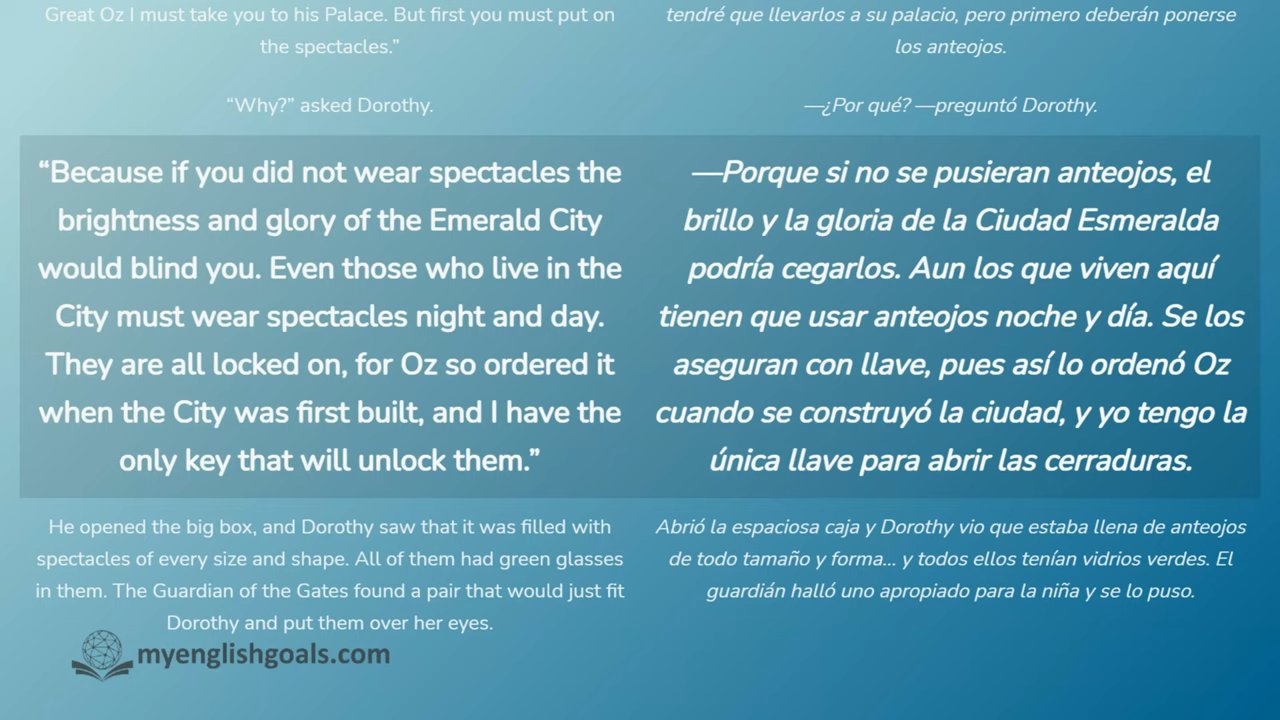 Great Oz I must take you to his Palace. But first you must put on
the spectacles.”
“Why?” asked Dorothy.
“Because if you did not wear spectacles the
brightness and glory of the Emerald City
would blind you. Even those who live in the
City must wear spectacles night and day.
They are all locked on, for Oz so ordered it
when the City was first built, and I have the
only key that will unlock them.”
He opened the big box, and Dorothy saw that it was filled with
spectacles of every size and shape. All of them had green glasses
in them. The Guardian of the Gates found a pair that would just fit
Dorothy and put them over her eyes.
tendré que llevarlos a su palacio, pero primero deberán ponerse
los anteojos.
—¿Por qué? —preguntó Dorothy.
—Porque si no se pusieran anteojos, el
brillo y la gloria de la Ciudad Esmeralda
podría cegarlos. Aun los que viven aquí
tienen que usar anteojos noche y día. Se los
aseguran con llave, pues así lo ordenó Oz
cuando se construyó la ciudad, y yo tengo la
única llave para abrir las cerraduras.
Abrió la espaciosa caja y Dorothy vio que estaba llena de anteojos
de todo tamaño y forma... y todos ellos tenían vidrios verdes. El
guardián halló uno apropiado para la niña y se lo puso.
myenglishgoals.com